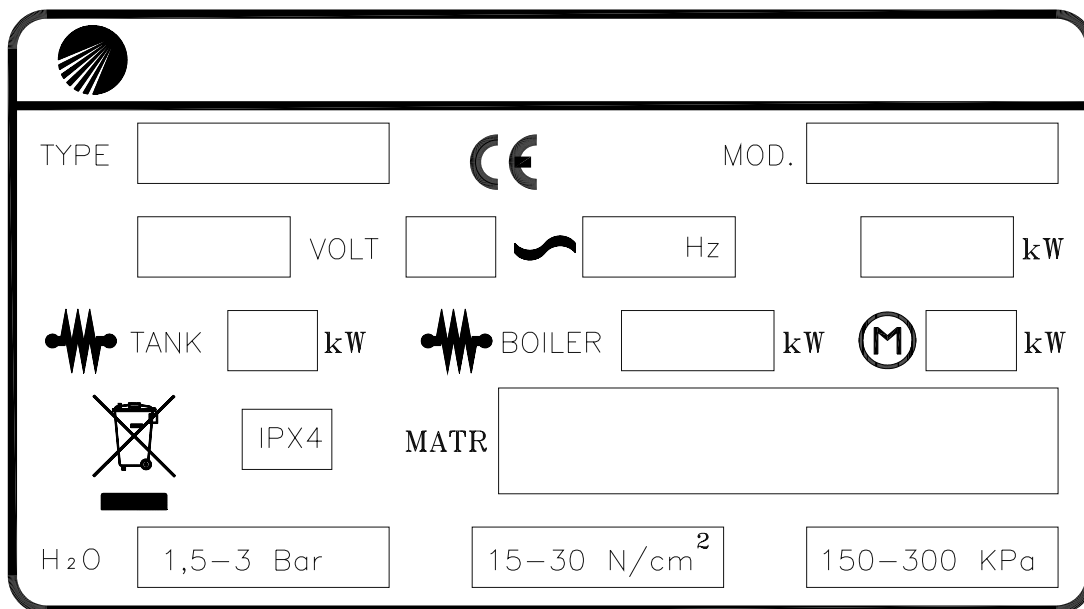 TYPE CE MOD.
VOLT Hz kW
TANK kW BOILER kW M kW
IPX4 MATR
H₂O 1,5–3 Bar 15–30 N/cm² 150–300 KPa